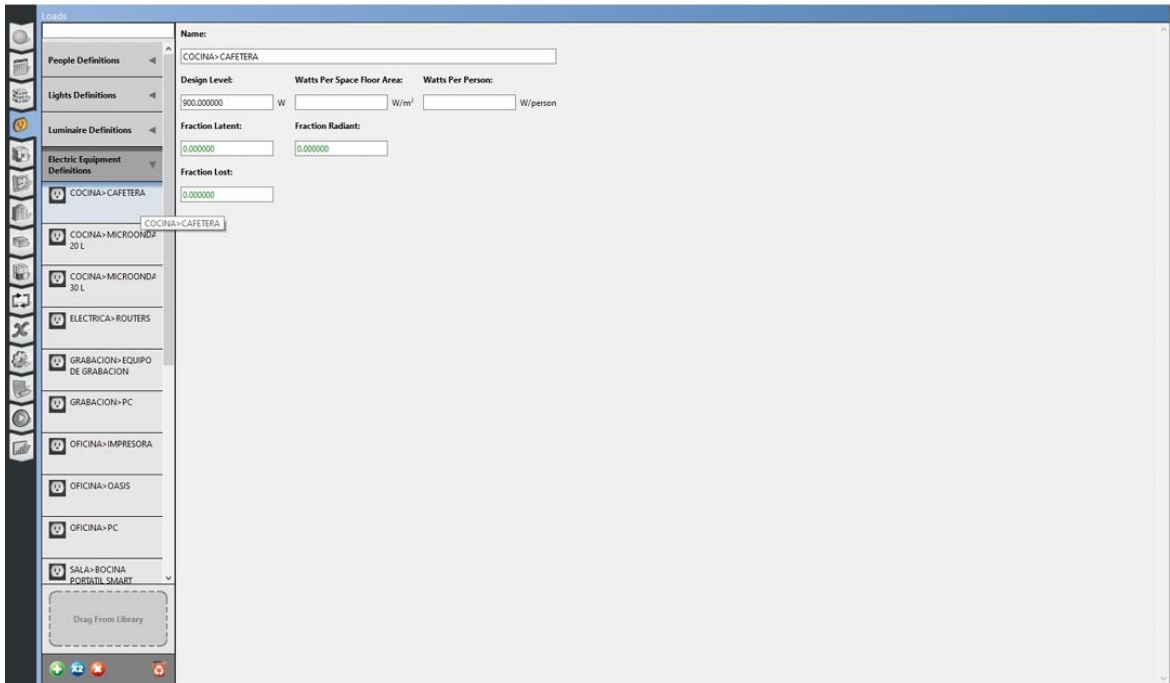 Loads
People Definitions
Lights Definitions
Luminaire Definitions
Electric Equipment
Definitions
COCINA>CAFETERA
COCINA>CAFETERA
COCINA>MICROONDA
20 L
COCINA>MICROONDA
30 L
ELECTRICA>ROUTERS
GRABACION>EQUIPO
DE GRABACION
GRABACION>PC
OFICINA>IMPRESORA
OFICINA>OASIS
OFICINA>PC
SALA>BOCINA
PORTATIL SMART
Drag From Library
X2
Name:
COCINA>CAFETERA
Design Level: Watts Per Space Floor Area: Watts Per Person:
900.000000 W W/m² W/person
Fraction Latent: Fraction Radiant:
0.000000 0.000000
Fraction Lost:
0.000000